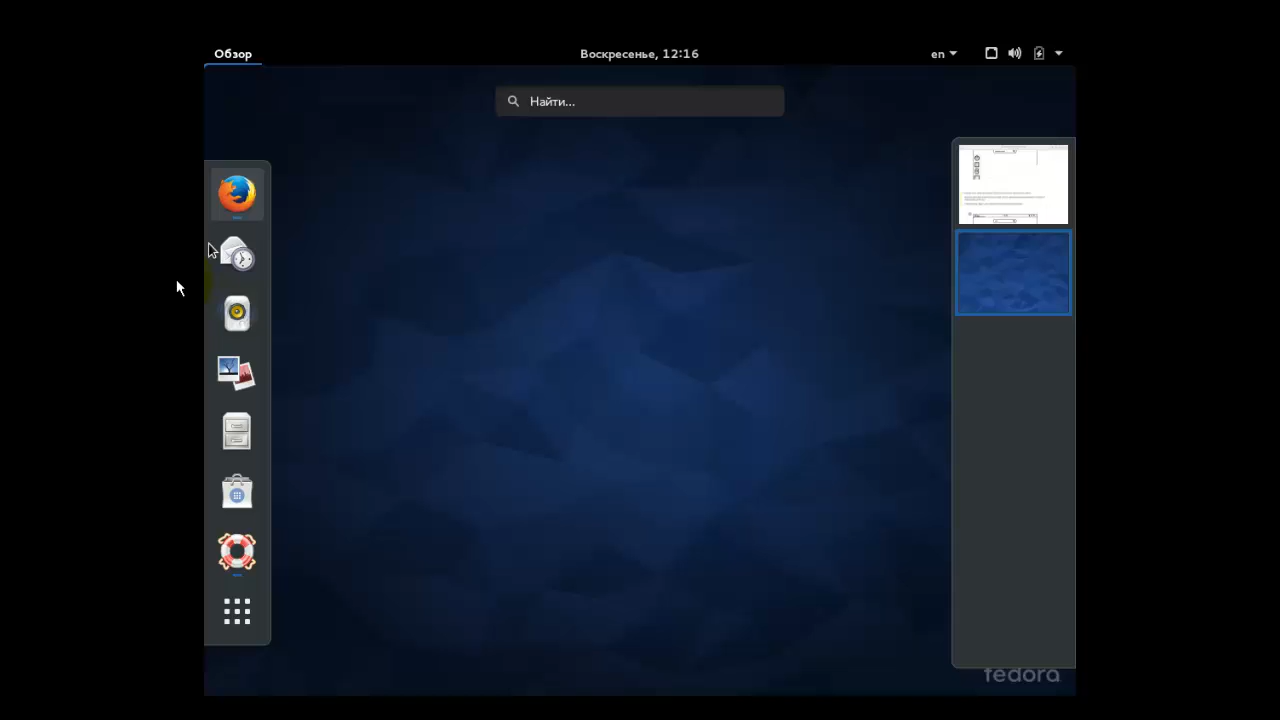 Обзор
Воскресенье, 12:16
en
Найти...
fedora